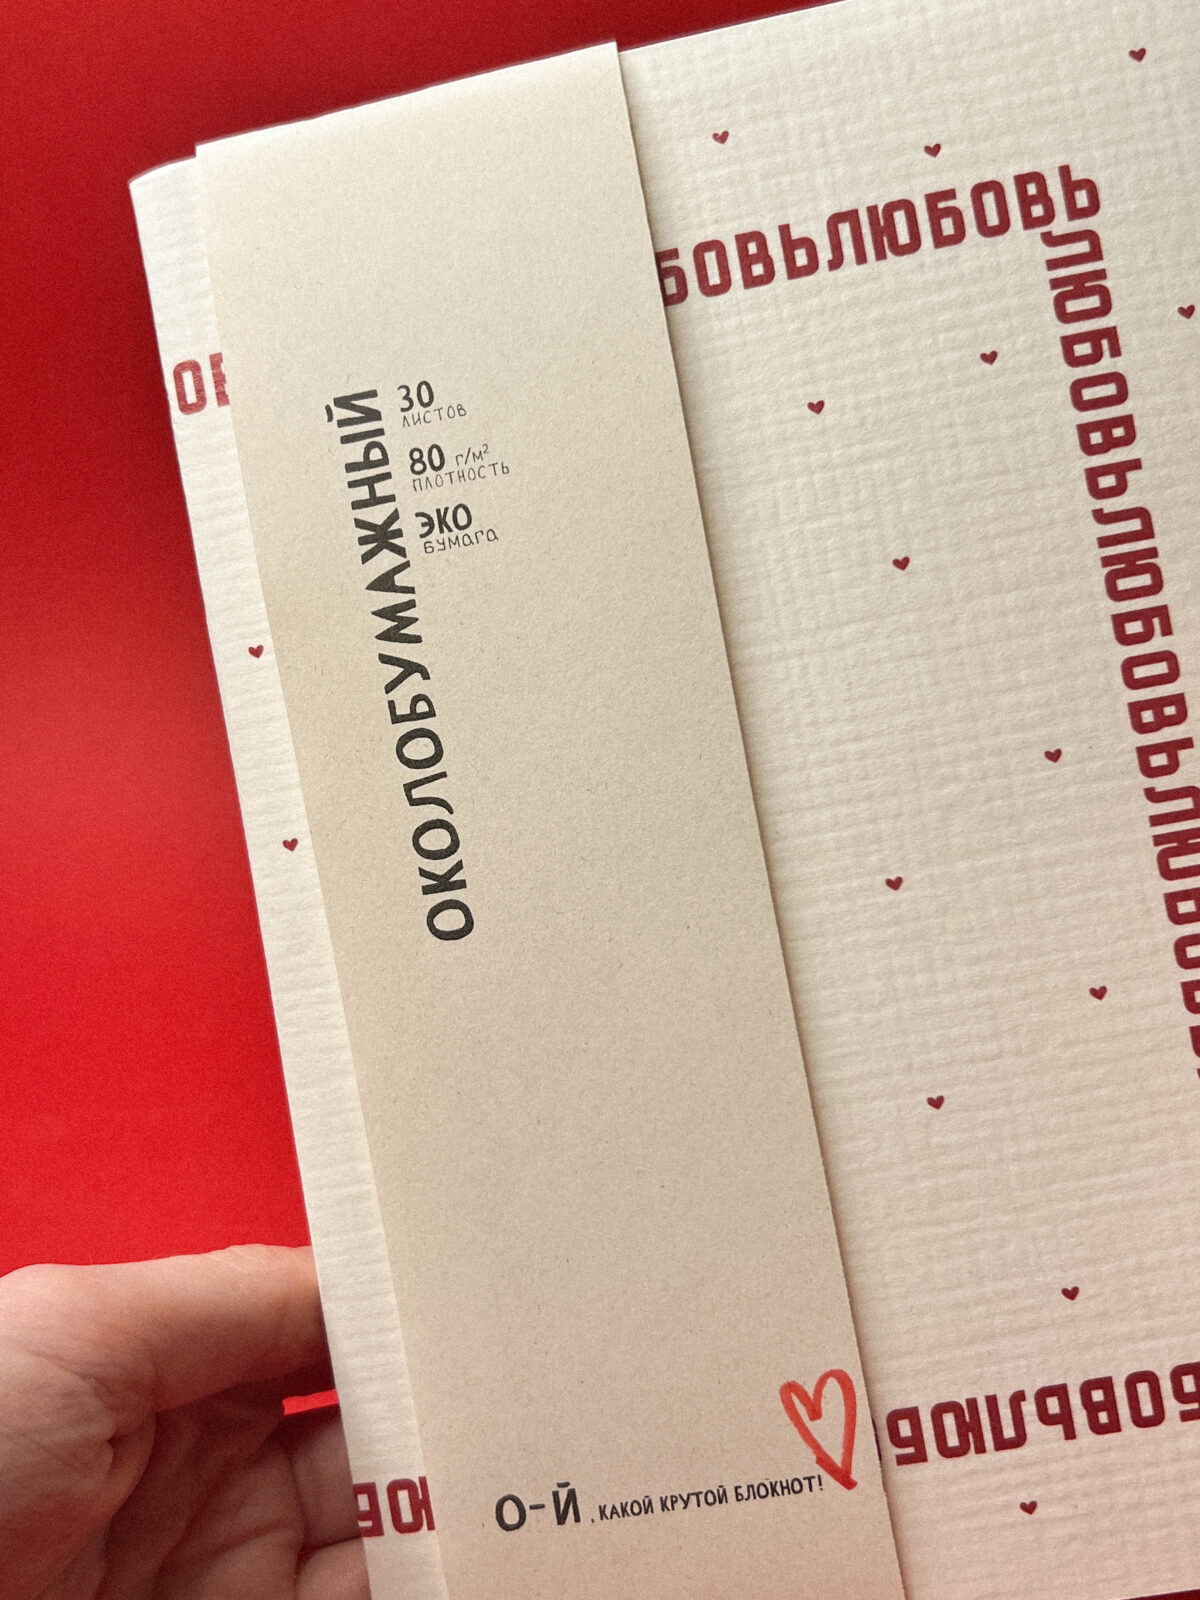 БОВЬЛЮБОВЬ
ЛЮБОВЬЛЮБОВЬЛЮБОВЬ
ОКОЛОБУМАЖНЫЙ
30
ЛИСТОВ
80 г/м²
ПЛОТНОСТЬ
ЭКО
бумага
О-Й, КАКОЙ КРУТОЙ БЛОКНОТ!